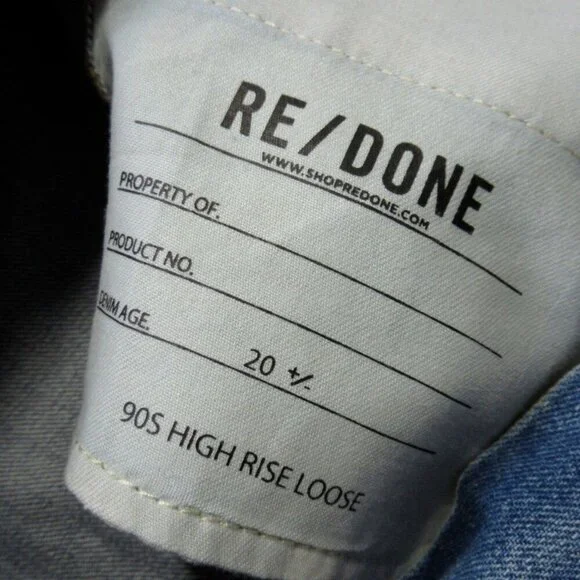 RE/DONE
WWW.SHOPREDONE.COM
PROPERTY OF.
PRODUCT NO.
DENIM AGE.
20 +/-
90S HIGH RISE LOOSE